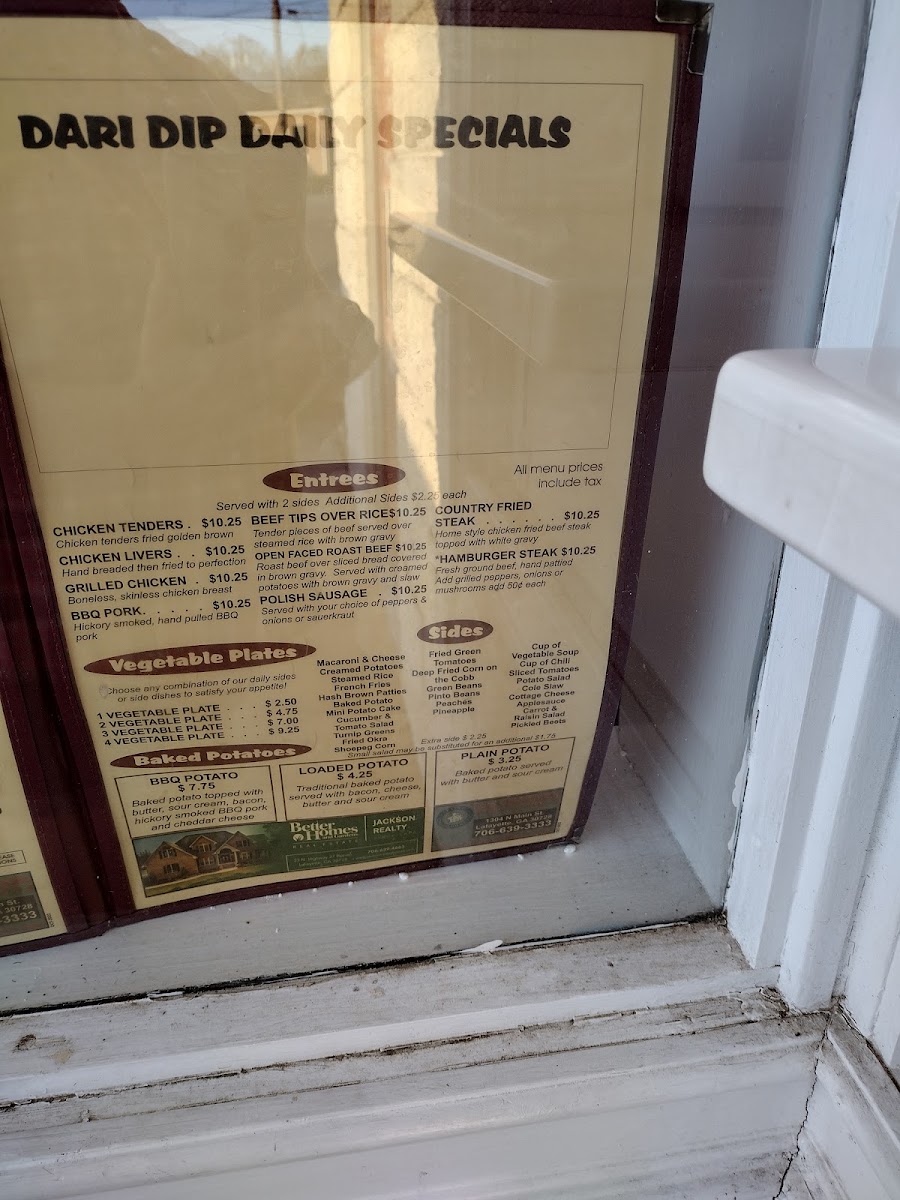 DARI DIP DAILY SPECIALS
Entrees
All menu prices
include tax
Served with 2 sides Additional Sides $2.25 each
CHICKEN TENDERS . $10.25
Chicken tenders fried golden brown
CHICKEN LIVERS . . $10.25
Hand breaded then fried to perfection
GRILLED CHICKEN . $10.25
Boneless, skinless chicken breast
BBQ PORK. . . . . . $10.25
Hickory smoked, hand pulled BBQ
pork
BEEF TIPS OVER RICE$10.25
Tender pieces of beef served over
steamed rice with brown gravy
OPEN FACED ROAST BEEF $10.25
Roast beef over sliced bread covered
in brown gravy. Served with creamed
potatoes with brown gravy and slaw
POLISH SAUSAGE . $10.25
Served with your choice of peppers &
onions or sauerkraut
COUNTRY FRIED
STEAK . . . . . . . $10.25
Home style chicken fried beef steak
topped with white gravy
*HAMBURGER STEAK $10.25
Fresh ground beef, hand pattied
Add grilled peppers, onions or
mushrooms add 50¢ each
Vegetable Plates
Choose any combination of our daily sides
or side dishes to satisfy your appetite!
1 VEGETABLE PLATE . . . . $ 2.50
2 VEGETABLE PLATE . . . . $ 4.75
3 VEGETABLE PLATE . . . . $ 7.00
4 VEGETABLE PLATE . . . . $ 9.25
Sides
Macaroni & Cheese
Creamed Potatoes
Steamed Rice
French Fries
Hash Brown Patties
Baked Potato
Mini Potato Cake
Cucumber &
Tomato Salad
Turnip Greens
Fried Okra
Shoepeg Corn
Fried Green
Tomatoes
Deep Fried Corn on
the Cobb
Green Beans
Pinto Beans
Peaches
Pineapple
Cup of
Vegetable Soup
Cup of Chili
Sliced Tomatoes
Potato Salad
Cole Slaw
Cottage Cheese
Applesauce
Carrot &
Raisin Salad
Pickled Beets
Extra side $ 2.25
Small salad may be substituted for an additional $1.75
Baked Potatoes
BBQ POTATO
$ 7.75
Baked potato topped with
butter, sour cream, bacon,
hickory smoked BBQ pork
and cheddar cheese
LOADED POTATO
$ 4.25
Traditional baked potato
served with bacon, cheese,
butter and sour cream
PLAIN POTATO
$ 3.25
Baked potato served
with butter and sour cream
Better
Homes
REAL ESTATE
JACKSON
REALTY
1304 N Main St.
Lafayette, GA 30728
706-639-3333
St.
30728
-3333